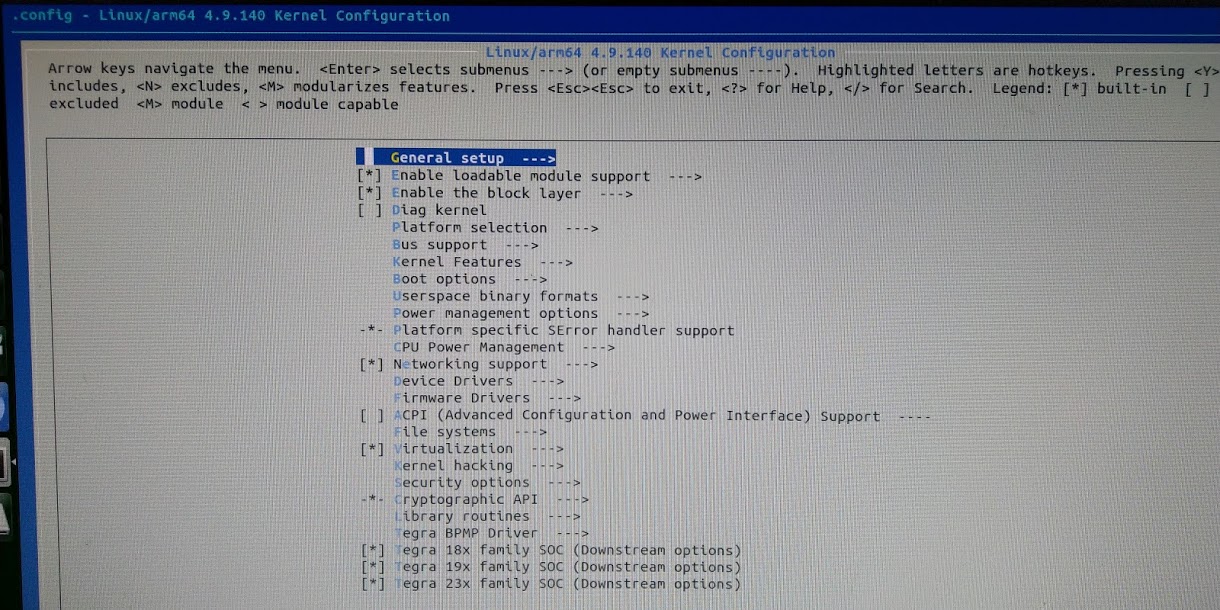 .config - Linux/arm64 4.9.140 Kernel Configuration
Linux/arm64 4.9.140 Kernel Configuration
Arrow keys navigate the menu.  <Enter> selects submenus ---> (or empty submenus ----).  Highlighted letters are hotkeys.  Pressing <Y>
includes, <N> excludes, <M> modularizes features.  Press <Esc><Esc> to exit, <?> for Help, </> for Search.  Legend: [*] built-in  [ ]
excluded  <M> module  < > module capable
General setup  --->
[*] Enable loadable module support  --->
[*] Enable the block layer  --->
[ ] Diag kernel
Platform selection  --->
Bus support  --->
Kernel Features  --->
Boot options  --->
Userspace binary formats  --->
Power management options  --->
-*- Platform specific SError handler support
CPU Power Management  --->
[*] Networking support  --->
Device Drivers  --->
Firmware Drivers  --->
[ ] ACPI (Advanced Configuration and Power Interface) Support  ----
File systems  --->
[*] Virtualization  --->
Kernel hacking  --->
Security options  --->
-*- Cryptographic API  --->
Library routines  --->
Tegra BPMP Driver  --->
[*] Tegra 18x family SOC (Downstream options)
[*] Tegra 19x family SOC (Downstream options)
[*] Tegra 23x family SOC (Downstream options)